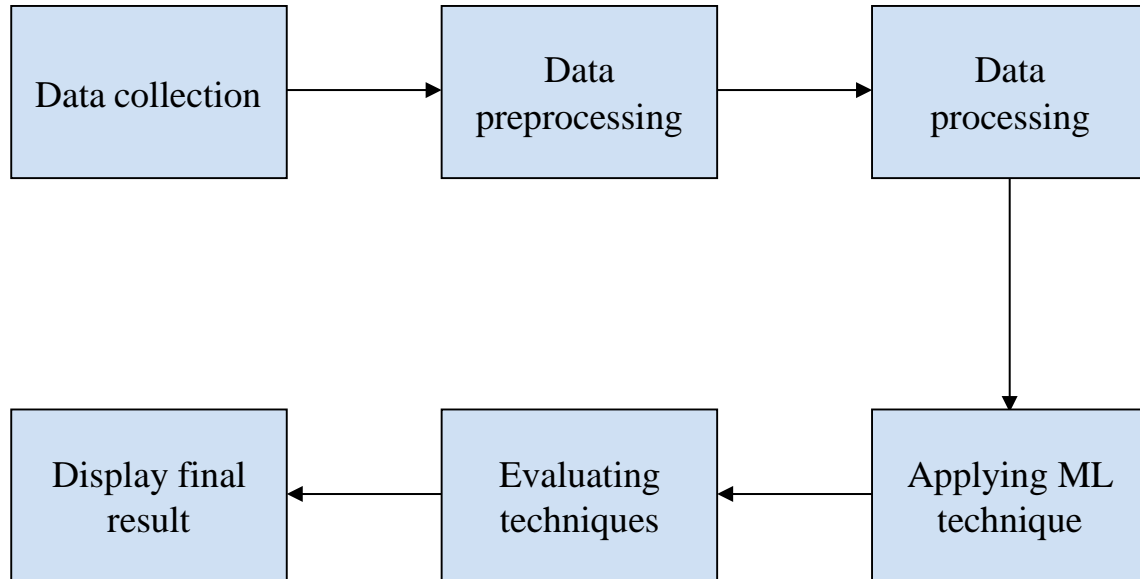 Data collection
Data
preprocessing
Data
processing
Applying ML
technique
Evaluating
techniques
Display final
result